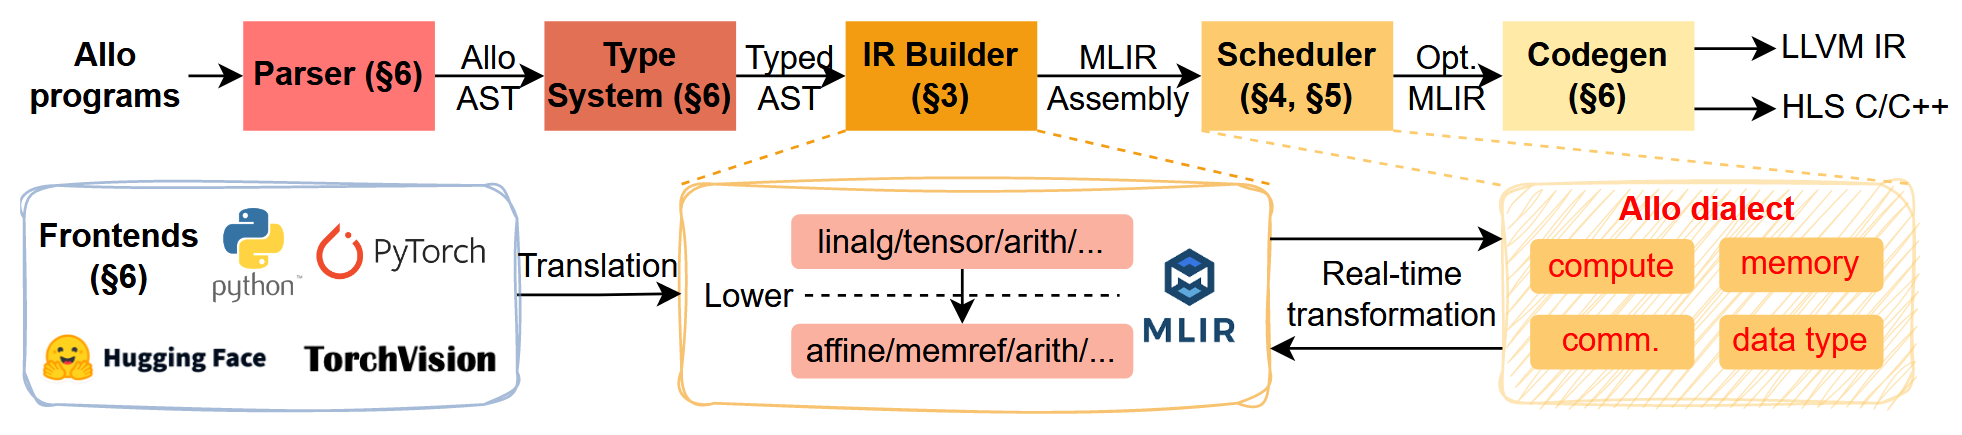 Allo
programs
Parser (§6)
Allo
AST
Type
System (§6)
Typed
AST
IR Builder
(§3)
MLIR
Assembly
Scheduler
(§4, §5)
Opt.
MLIR
Codegen
(§6)
LLVM IR
HLS C/C++
Frontends
(§6)
python™
PyTorch
Hugging Face
TorchVision
Translation
linalg/tensor/arith/...
Lower
affine/memref/arith/...
MLIR
Real-time
transformation
Allo dialect
compute
memory
comm.
data type